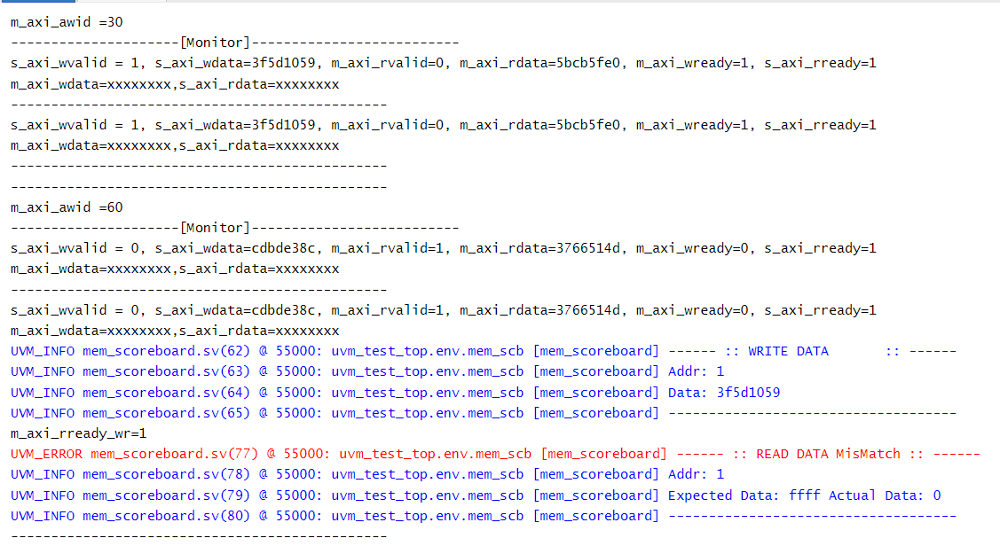 m_axi_awid =30
---------------------[Monitor]--------------------------
s_axi_wvalid = 1, s_axi_wdata=3f5d1059, m_axi_rvalid=0, m_axi_rdata=5bcb5fe0, m_axi_wready=1, s_axi_rready=1
m_axi_wdata=xxxxxxxx,s_axi_rdata=xxxxxxxx
-----------------------------------------------
s_axi_wvalid = 1, s_axi_wdata=3f5d1059, m_axi_rvalid=0, m_axi_rdata=5bcb5fe0, m_axi_wready=1, s_axi_rready=1
m_axi_wdata=xxxxxxxx,s_axi_rdata=xxxxxxxx
-----------------------------------------------
-----------------------------------------------
m_axi_awid =60
---------------------[Monitor]--------------------------
s_axi_wvalid = 0, s_axi_wdata=cdbde38c, m_axi_rvalid=1, m_axi_rdata=3766514d, m_axi_wready=0, s_axi_rready=1
m_axi_wdata=xxxxxxxx,s_axi_rdata=xxxxxxxx
-----------------------------------------------
s_axi_wvalid = 0, s_axi_wdata=cdbde38c, m_axi_rvalid=1, m_axi_rdata=3766514d, m_axi_wready=0, s_axi_rready=1
m_axi_wdata=xxxxxxxx,s_axi_rdata=xxxxxxxx
UVM_INFO mem_scoreboard.sv(62) @ 55000: uvm_test_top.env.mem_scb [mem_scoreboard] ------ :: WRITE DATA       :: ------
UVM_INFO mem_scoreboard.sv(63) @ 55000: uvm_test_top.env.mem_scb [mem_scoreboard] Addr: 1
UVM_INFO mem_scoreboard.sv(64) @ 55000: uvm_test_top.env.mem_scb [mem_scoreboard] Data: 3f5d1059
UVM_INFO mem_scoreboard.sv(65) @ 55000: uvm_test_top.env.mem_scb [mem_scoreboard] ------------------------------------
m_axi_rready_wr=1
UVM_ERROR mem_scoreboard.sv(77) @ 55000: uvm_test_top.env.mem_scb [mem_scoreboard] ------ :: READ DATA MisMatch :: ------
UVM_INFO mem_scoreboard.sv(78) @ 55000: uvm_test_top.env.mem_scb [mem_scoreboard] Addr: 1
UVM_INFO mem_scoreboard.sv(79) @ 55000: uvm_test_top.env.mem_scb [mem_scoreboard] Expected Data: ffff Actual Data: 0
UVM_INFO mem_scoreboard.sv(80) @ 55000: uvm_test_top.env.mem_scb [mem_scoreboard] ------------------------------------
-----------------------------------------------